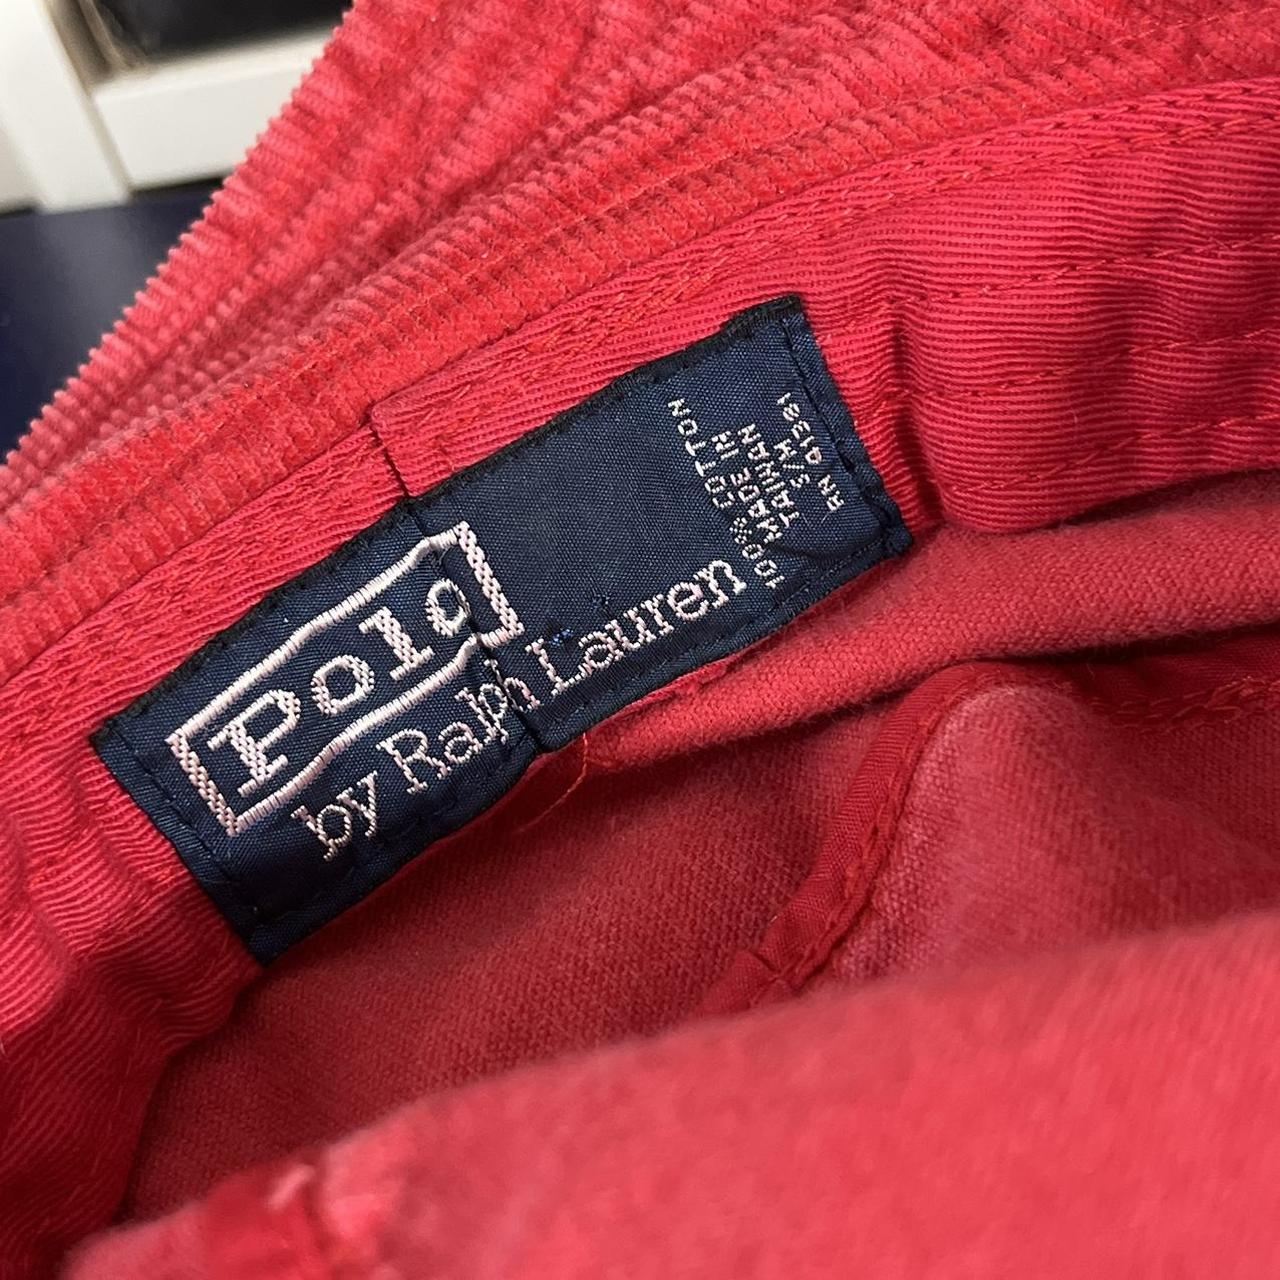 Polo
by Ralph Lauren
100% COTTON
MADE IN
TAIWAN
S/M
RN 41381